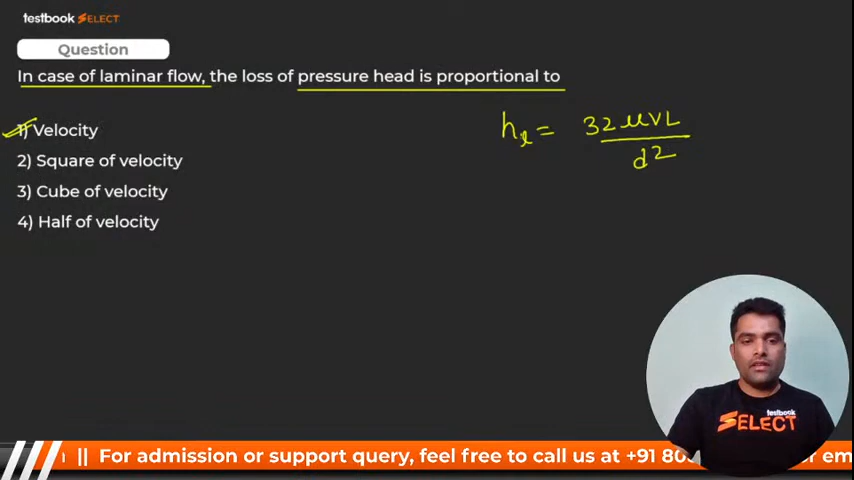 testbook SELECT
Question
In case of laminar flow, the loss of pressure head is proportional to
1) Velocity
2) Square of velocity
3) Cube of velocity
4) Half of velocity
hℓ = 32 μVL
d²
testbook
SELECT
|| For admission or support query, feel free to call us at +91 80